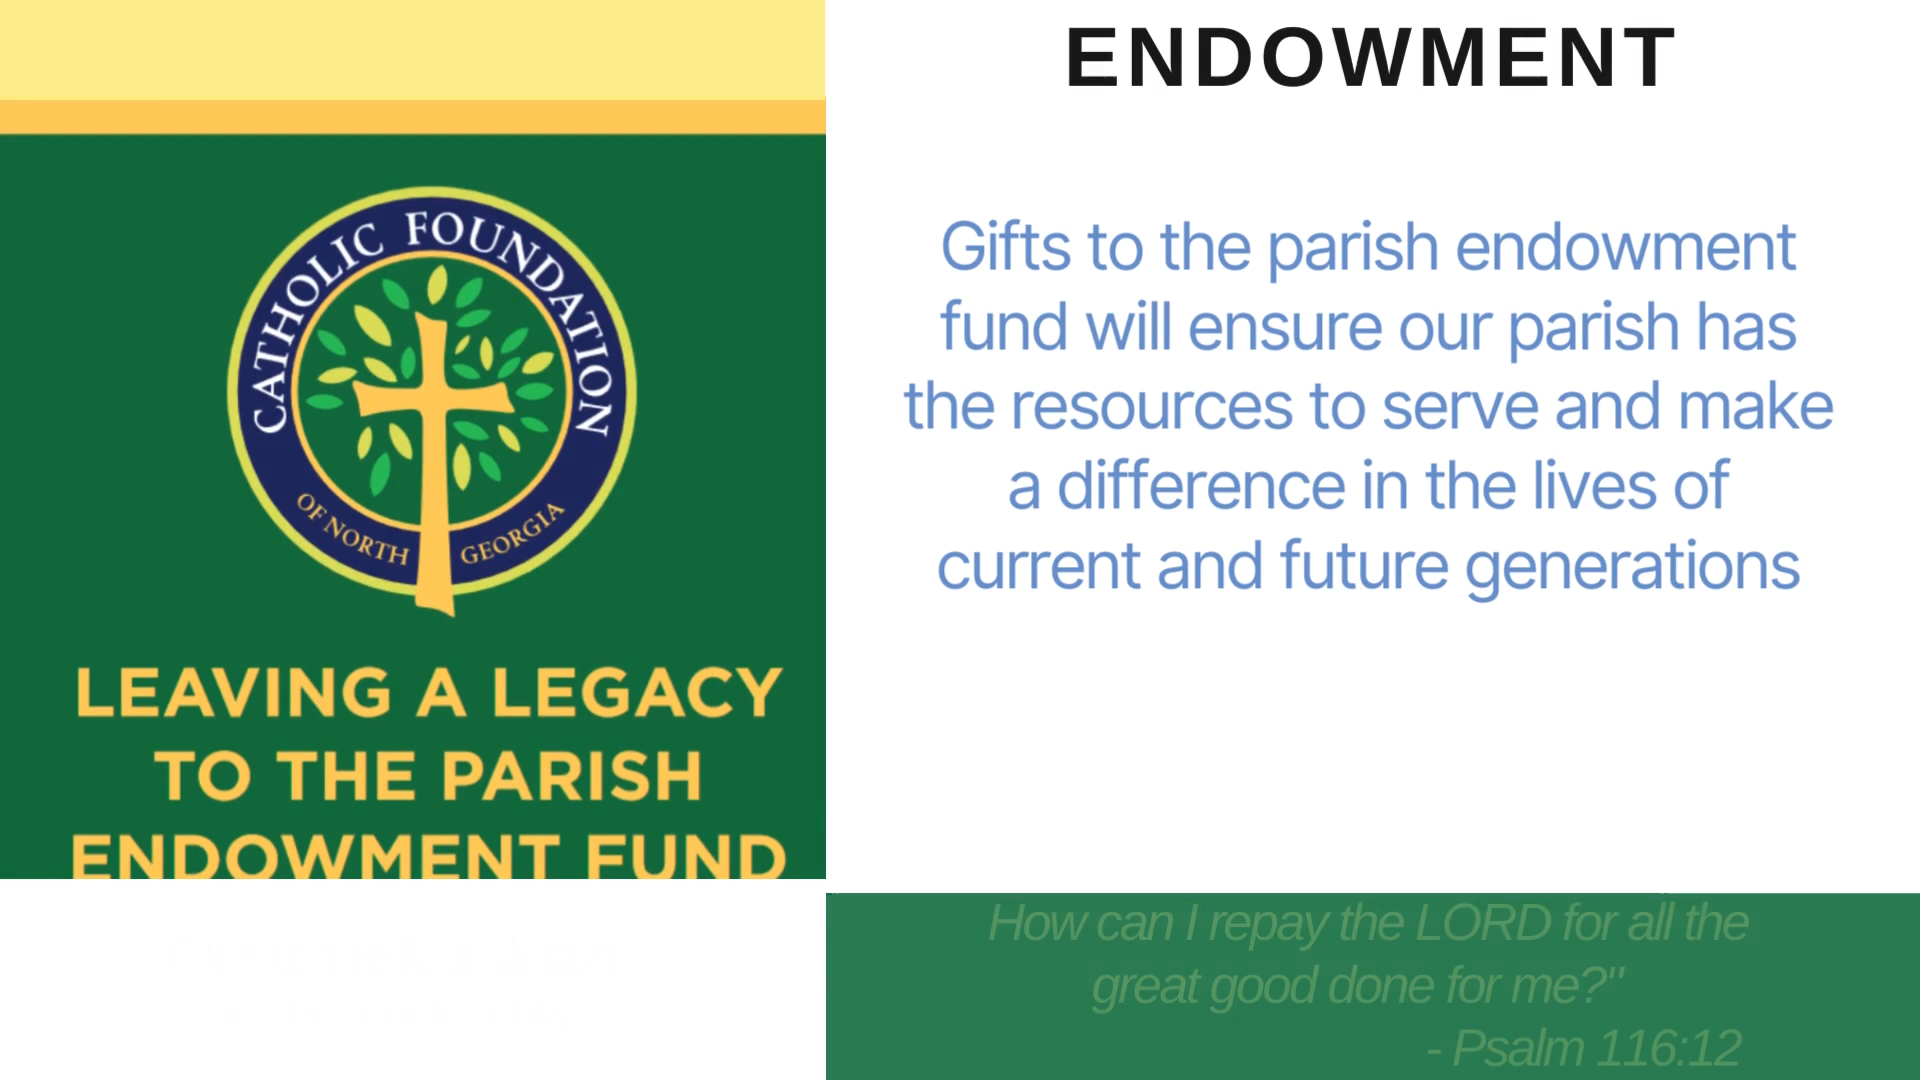 CATHOLIC FOUNDATION
OF NORTH GEORGIA
LEAVING A LEGACY
TO THE PARISH
ENDOWMENT FUND
ENDOWMENT
Gifts to the parish endowment
fund will ensure our parish has
the resources to serve and make
a difference in the lives of
current and future generations
How can I repay the LORD for all the
great good done for me?"
- Psalm 116:12